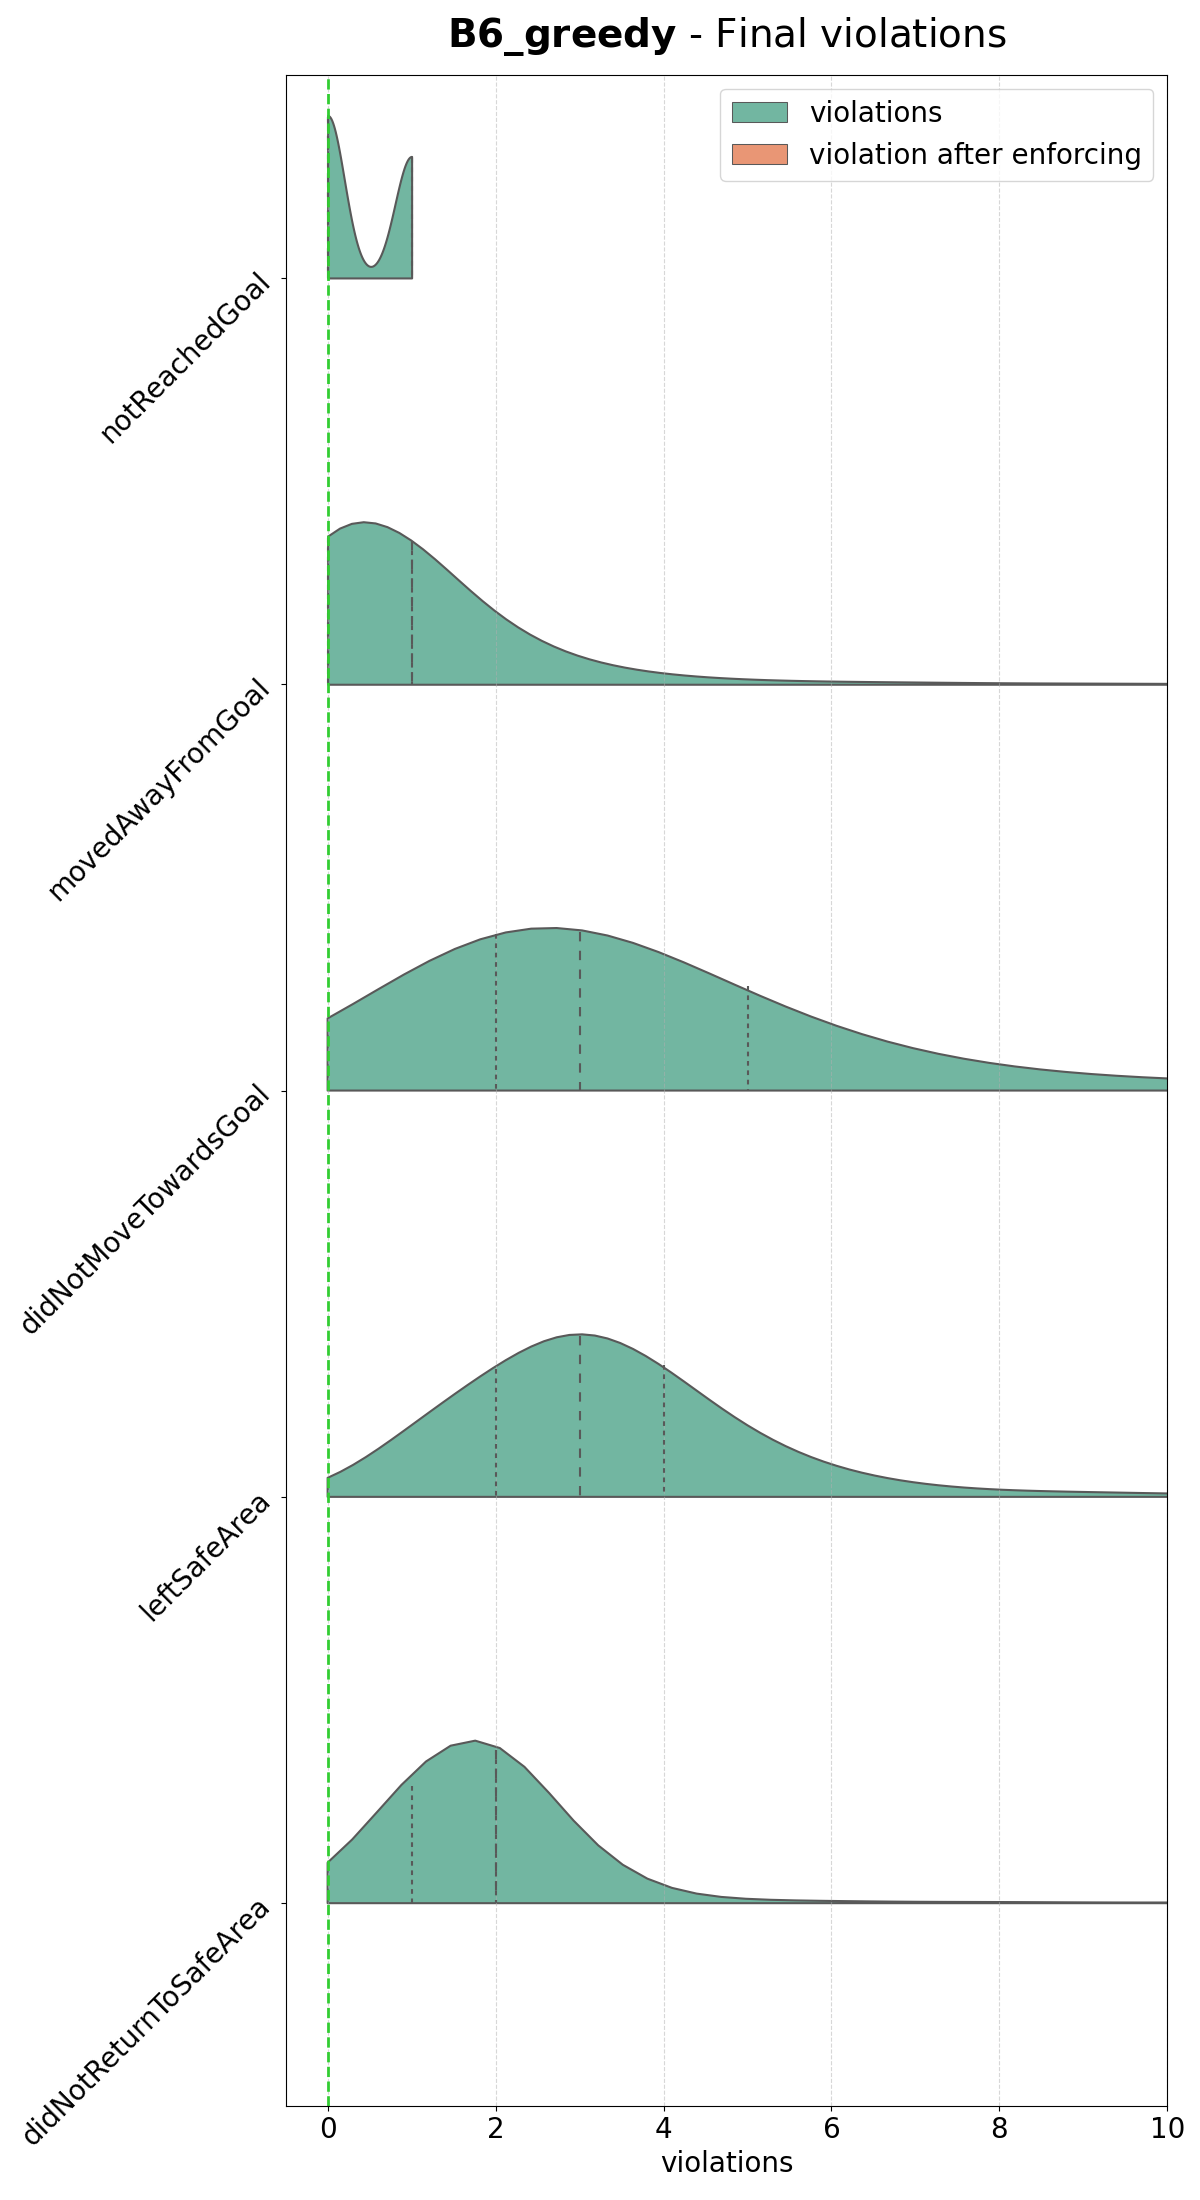 B6_greedy - Final violations
violations
violation after enforcing
notReachedGoal
movedAwayFromGoal
didNotMoveTowardsGoal
leftSafeArea
didNotReturnToSafeArea
0 2 4 6 8 10
violations